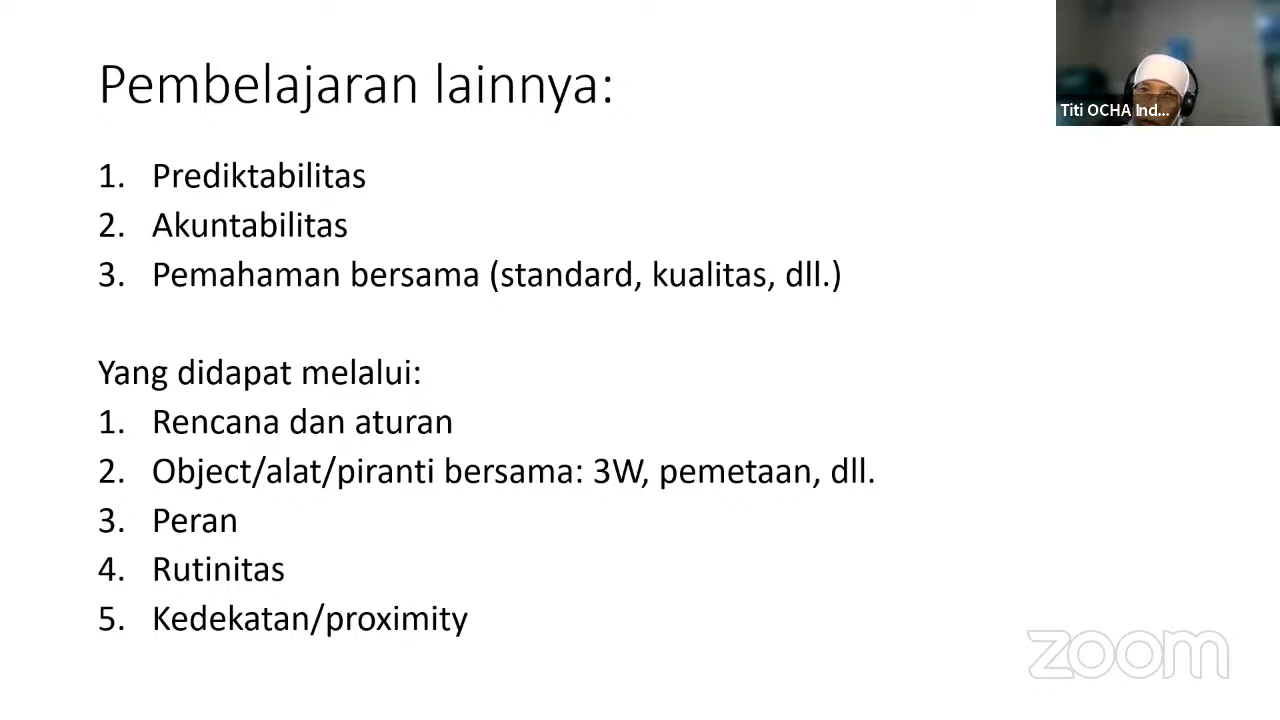 Pembelajaran lainnya:
Titi OCHA Ind...
1. Prediktabilitas
2. Akuntabilitas
3. Pemahaman bersama (standard, kualitas, dll.)
Yang didapat melalui:
1. Rencana dan aturan
2. Object/alat/piranti bersama: 3W, pemetaan, dll.
3. Peran
4. Rutinitas
5. Kedekatan/proximity
zoom